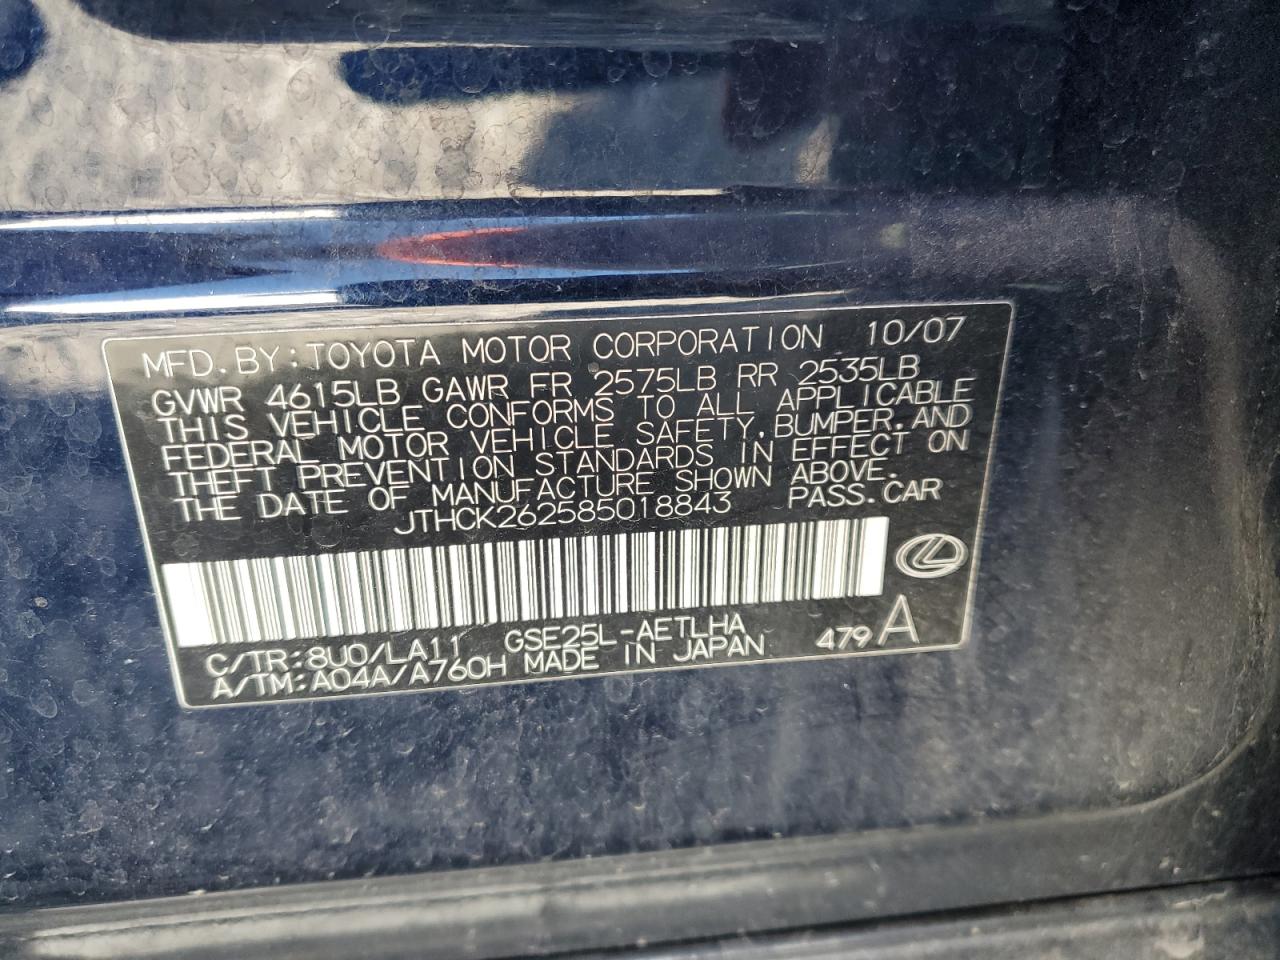 MFD. BY: TOYOTA MOTOR CORPORATION 10/07
GVWR 4615LB GAWR FR 2575LB RR 2535LB
THIS VEHICLE CONFORMS TO ALL APPLICABLE
FEDERAL MOTOR VEHICLE SAFETY, BUMPER, AND
THEFT PREVENTION STANDARDS IN EFFECT ON
THE DATE OF MANUFACTURE SHOWN ABOVE.
JTHCK262585018843 PASS. CAR
C/TR: 8U0/LA11 GSE25L-AETLHA 479 A
A/TM: A04A/A760H MADE IN JAPAN